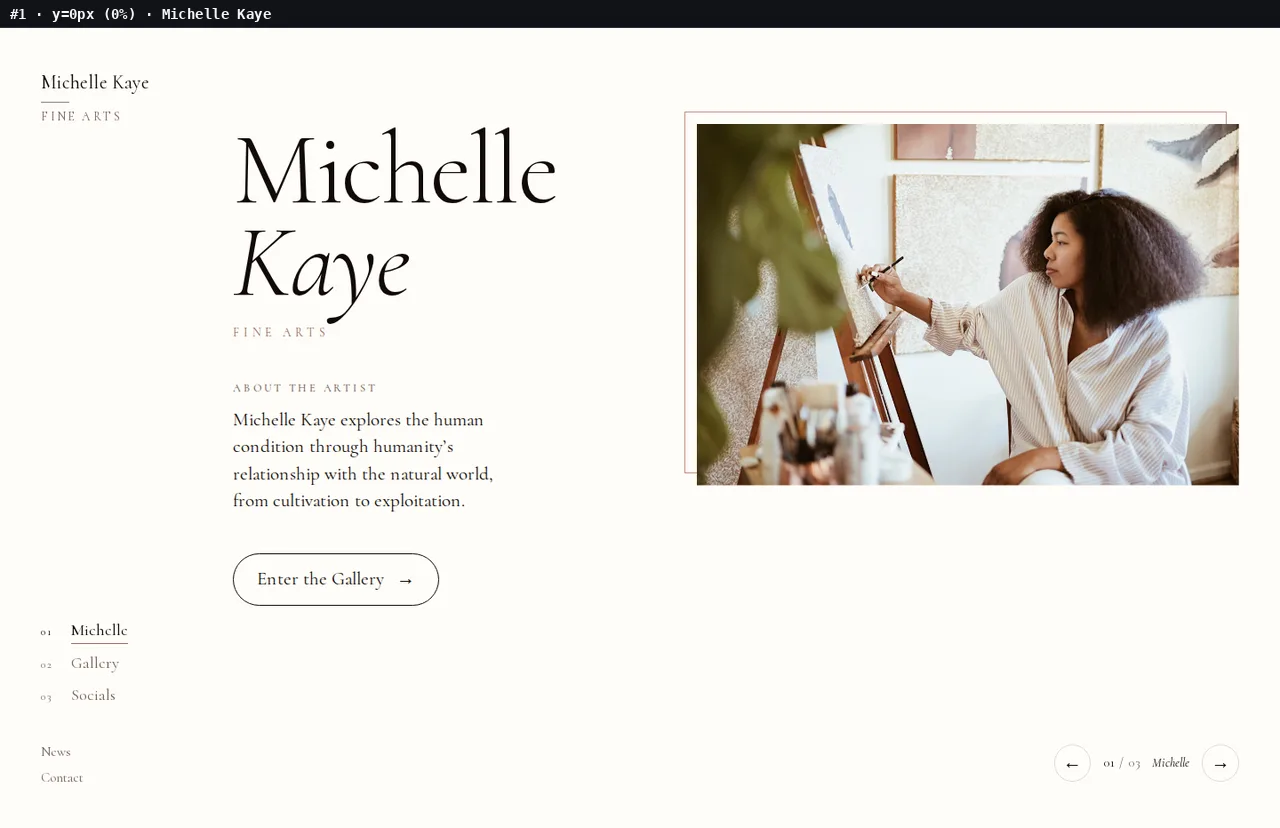 #1 · y=0px (0%) · Michelle Kaye
Michelle Kaye
FINE ARTS
Michelle
Kaye
FINE ARTS
ABOUT THE ARTIST
Michelle Kaye explores the human
condition through humanity’s
relationship with the natural world,
from cultivation to exploitation.
Enter the Gallery →
01 Michelle
02 Gallery
03 Socials
News
Contact
← 01 / 03 Michelle →